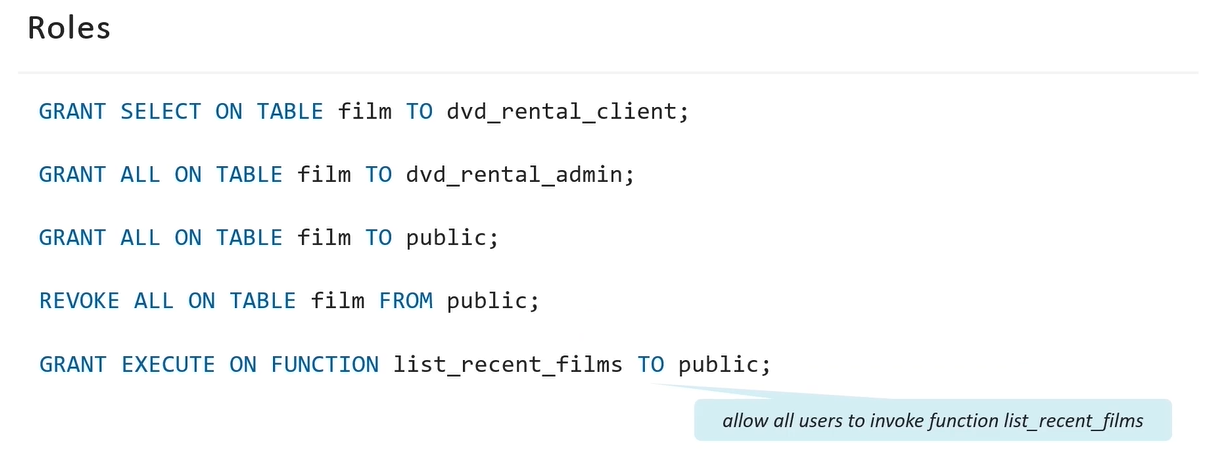 Roles
GRANT SELECT ON TABLE film TO dvd_rental_client;
GRANT ALL ON TABLE film TO dvd_rental_admin;
GRANT ALL ON TABLE film TO public;
REVOKE ALL ON TABLE film FROM public;
GRANT EXECUTE ON FUNCTION list_recent_films TO public;
allow all users to invoke function list_recent_films